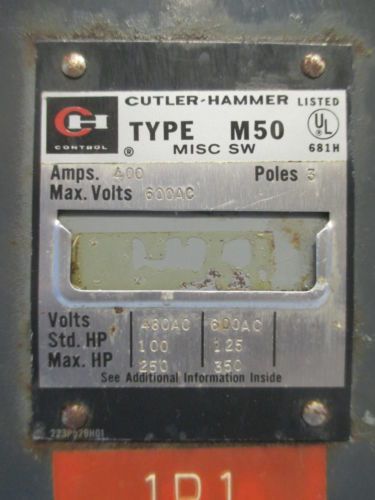 CUTLER-HAMMER LISTED
CH
CONTROL
TYPE M50
UL
®
MISC SW
681H
Amps. 400 Poles 3
Max. Volts 600AC
Volts 480AC 600AC
Std. HP 100 125
Max. HP 250 350
See Additional Information Inside
1P1